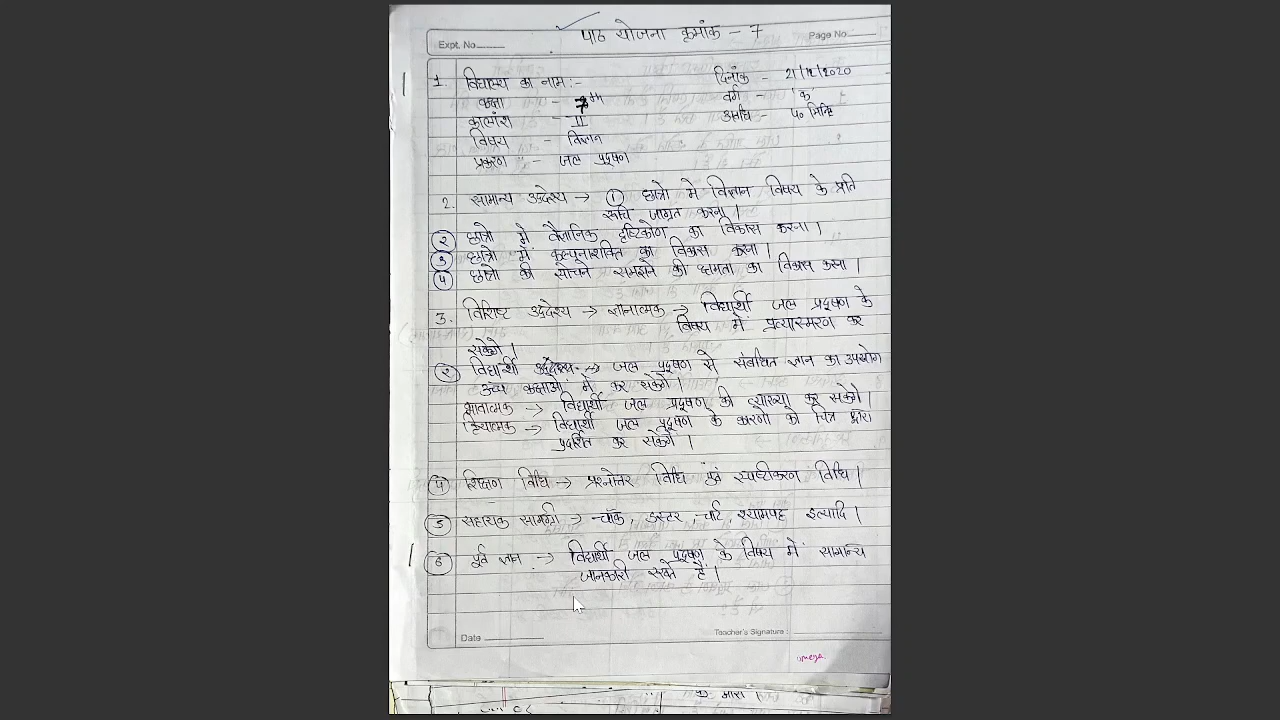 पाठ योजना क्रमांक - 7
Expt. No.
Page No.
1. विद्यालय का नाम :- दिनांक - 21/12/2020
कक्षा - 7th वर्ग - 'क'
कालांश - II अवधि - ५० मिनिट
विषय - विज्ञान
प्रकरण :- जल प्रदूषण
2. सामान्य उद्देश्य → ① छात्रो में विज्ञान विषय के प्रति
रूचि जाग्रत करना।
② छात्रो में वैज्ञानिक दृष्टिकोण का विकास करना।
③ छात्रो में कल्पनाशक्ति का विकास करना।
④ छात्रो की सोचने समझने की क्षमता का विकास करना।
3. विशिष्ट उद्देश्य → ज्ञानात्मक → विद्यार्थी जल प्रदूषण के
विषय में प्रत्यास्मरण कर
सकेंगे।
② विद्यार्थी → जल प्रदूषण से संबंधित ज्ञान का उपयोग
उच्च कक्षाओं में कर सकेंगे।
भावात्मक → विद्यार्थी जल प्रदूषण की व्याख्या कर सकेंगे।
क्रियात्मक → विद्यार्थी जल प्रदूषण के कारणों को चित्र द्वारा
प्रदर्शित कर सकेंगे।
④ शिक्षण विधि → प्रश्नोत्तर विधि एवं स्पष्टीकरण विधि।
⑤ सहायक सामग्री → चॉक, डस्टर, चार्ट, श्यामपट्ट इत्यादि।
⑥ पूर्व ज्ञान → विद्यार्थी जल प्रदूषण के विषय में सामान्य
जानकारी रखते हैं।
Date
Teacher's Signature :